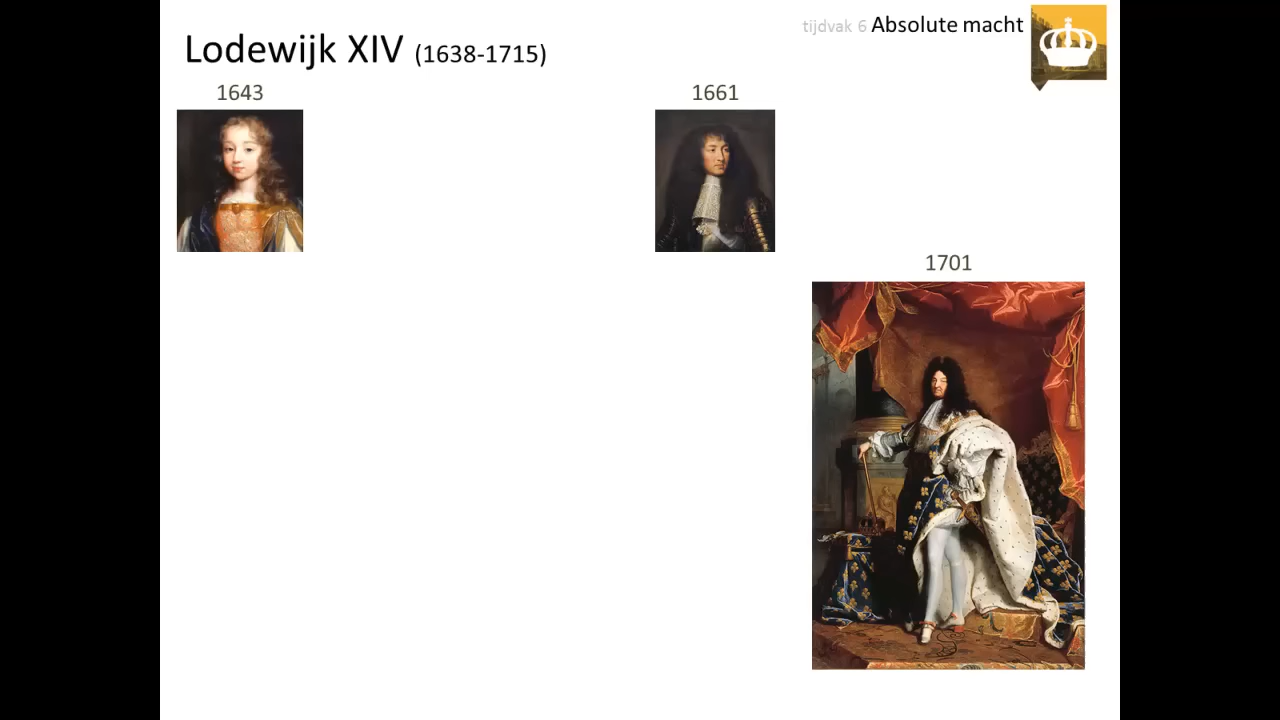 tijdvak 6 Absolute macht
Lodewijk XIV (1638-1715)
1643
1661
1701